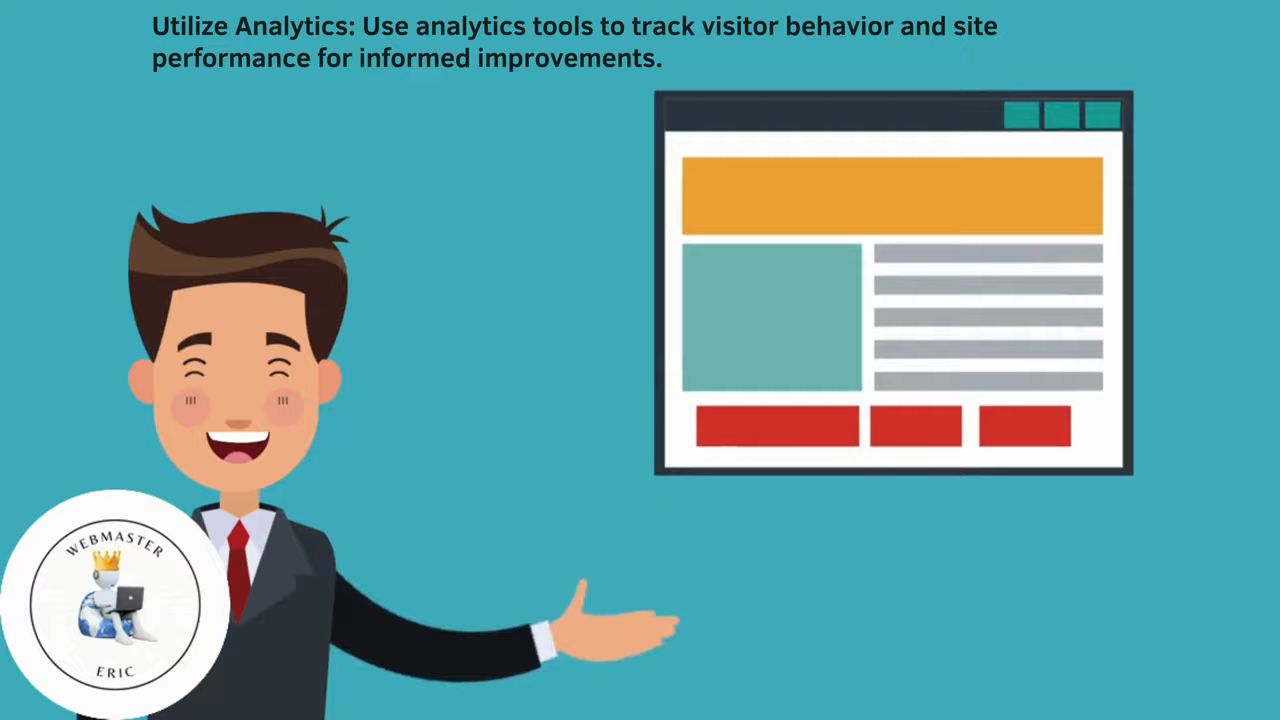 Utilize Analytics: Use analytics tools to track visitor behavior and site
performance for informed improvements.
WEBMASTER
ERIC